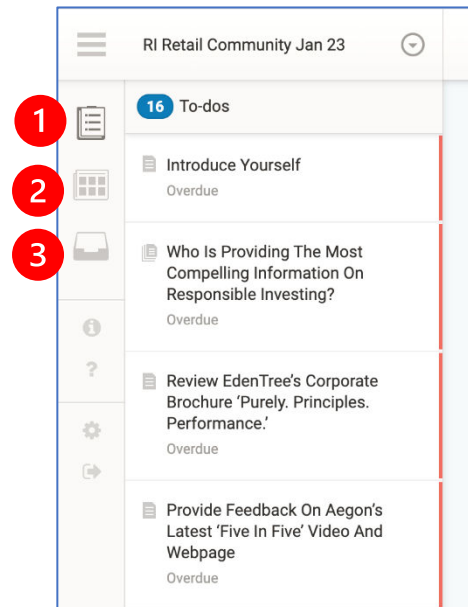 RI Retail Community Jan 23
16 To-dos
1
2
3
?
Introduce Yourself
Overdue
Who Is Providing The Most
Compelling Information On
Responsible Investing?
Overdue
Review EdenTree's Corporate
Brochure ‘Purely. Principles.
Performance.’
Overdue
Provide Feedback On Aegon's
Latest ‘Five In Five’ Video And
Webpage
Overdue